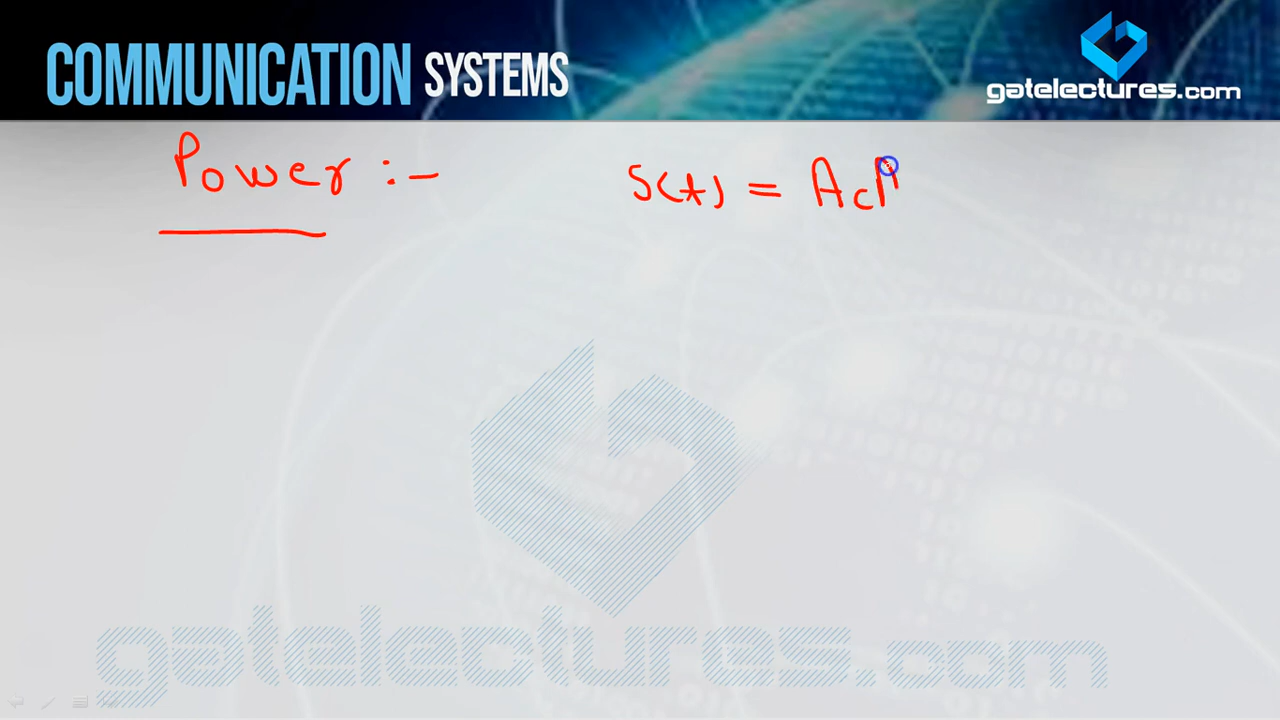 COMMUNICATION SYSTEMS
gatelectures.com
Power :-
S(t) = Ac
gatelectures.com